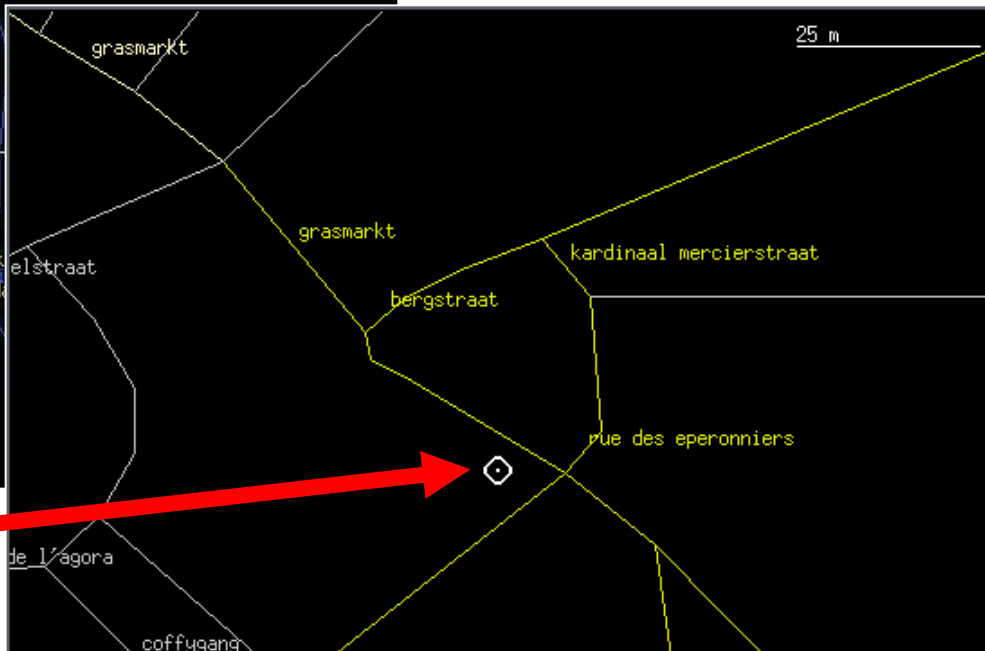 grasmarkt
25 m
grasmarkt
kardinaal mercierstraat
elstraat
bergstraat
rue des eperonniers
de l'agora
coffygang